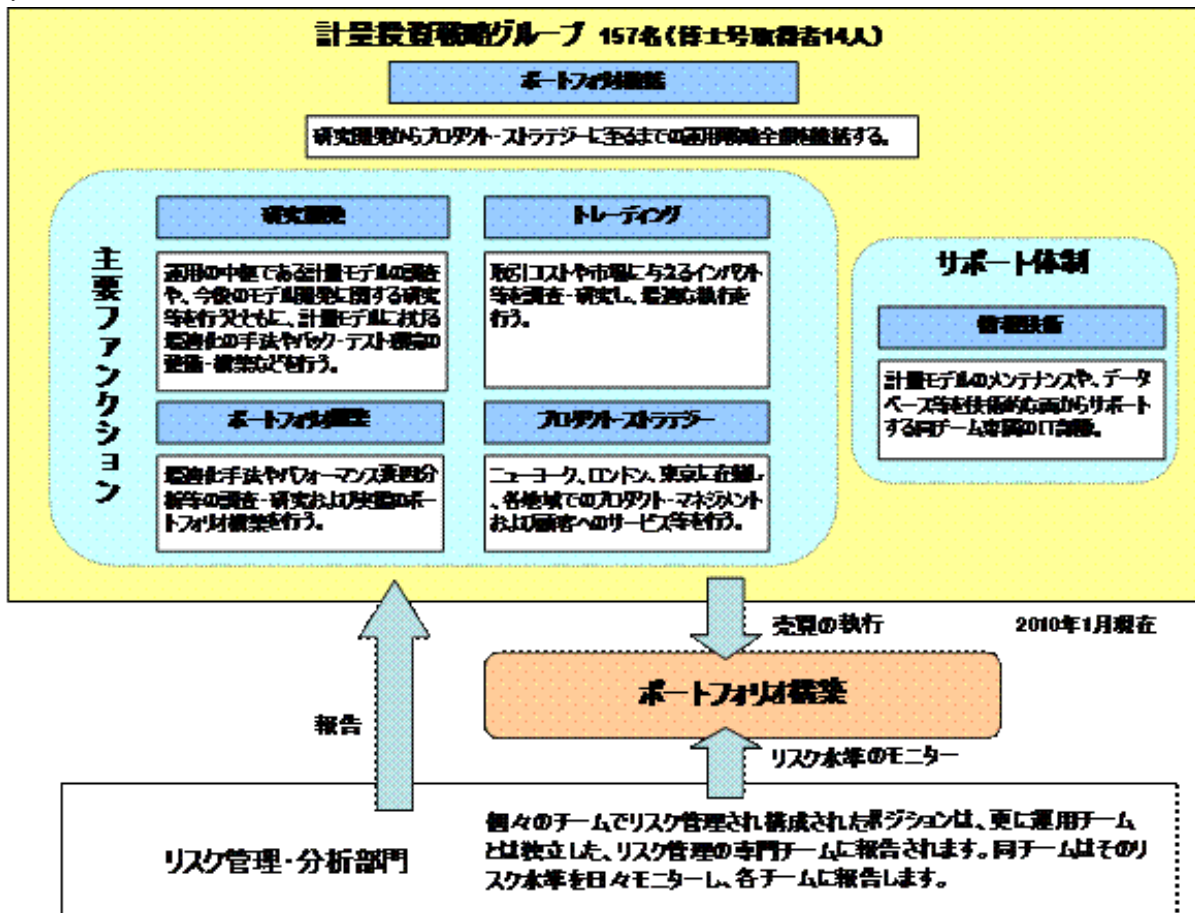 計量投資戦略グループ 157名(博士号取得者14人)
ポートフォリオ統括
研究開発からプロダクト・ストラテジーに至るまでの運用戦略全般を統括する。
主要ファンクション
研究開発
運用の中枢である計量モデルの調査
や、今後のモデル開発に関する研究
等を行うとともに、計量モデルにおける
最適化の手法やバック・テスト環境の
整備・構築などを行う。
トレーディング
取引コストや市場に与えるインパクト
等を調査・研究し、最適な執行を
行う。
ポートフォリオ構築
最適化手法やパフォーマンス要因分
析等の調査・研究および実際のポー
トフォリオ構築を行う。
プロダクト・ストラテジー
ニューヨーク、ロンドン、東京に在籍し
、各地域でのプロダクト・マネジメント
および顧客へのサービス等を行う。
サポート体制
情報技術
計量モデルのメンテナンスや、データ
ベース等を技術的な面からサポート
する同チーム専属のIT部隊。
売買の執行
2010年1月現在
ポートフォリオ構築
報告
リスク水準のモニター
リスク管理・分析部門
個々のチームでリスク管理され構成されたポジションは、更に運用チーム
とは独立した、リスク管理の専門チームに報告されます。同チームはそのリ
スク水準を日々モニターし、各チームに報告します。